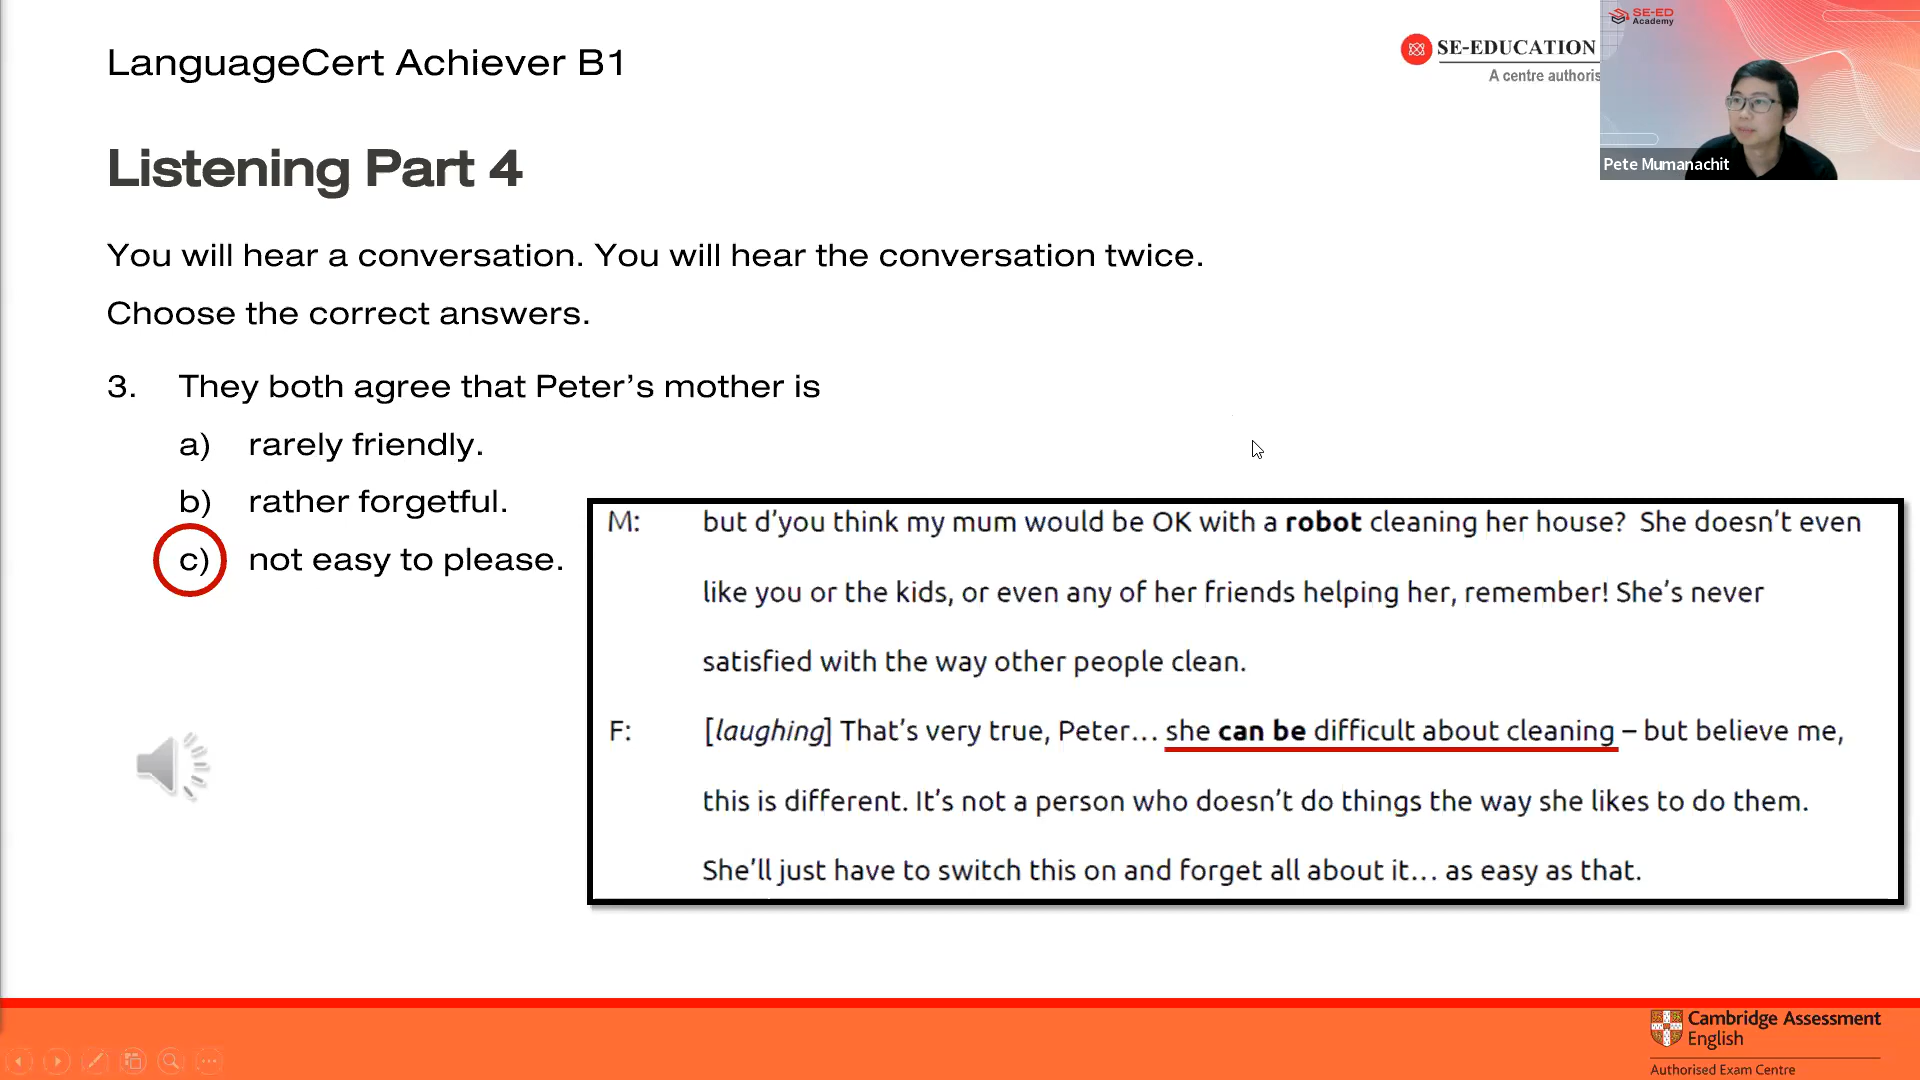 LanguageCert Achiever B1
SE-EDUCATION
A centre authoris
SE-ED
Academy
Pete Mumanachit
Listening Part 4
You will hear a conversation. You will hear the conversation twice.
Choose the correct answers.
3. They both agree that Peter’s mother is
a) rarely friendly.
b) rather forgetful.
c) not easy to please.
M: but d’you think my mum would be OK with a robot cleaning her house? She doesn’t even
like you or the kids, or even any of her friends helping her, remember! She’s never
satisfied with the way other people clean.
F: [laughing] That’s very true, Peter… she can be difficult about cleaning – but believe me,
this is different. It’s not a person who doesn’t do things the way she likes to do them.
She’ll just have to switch this on and forget all about it… as easy as that.
Cambridge Assessment
English
Authorised Exam Centre